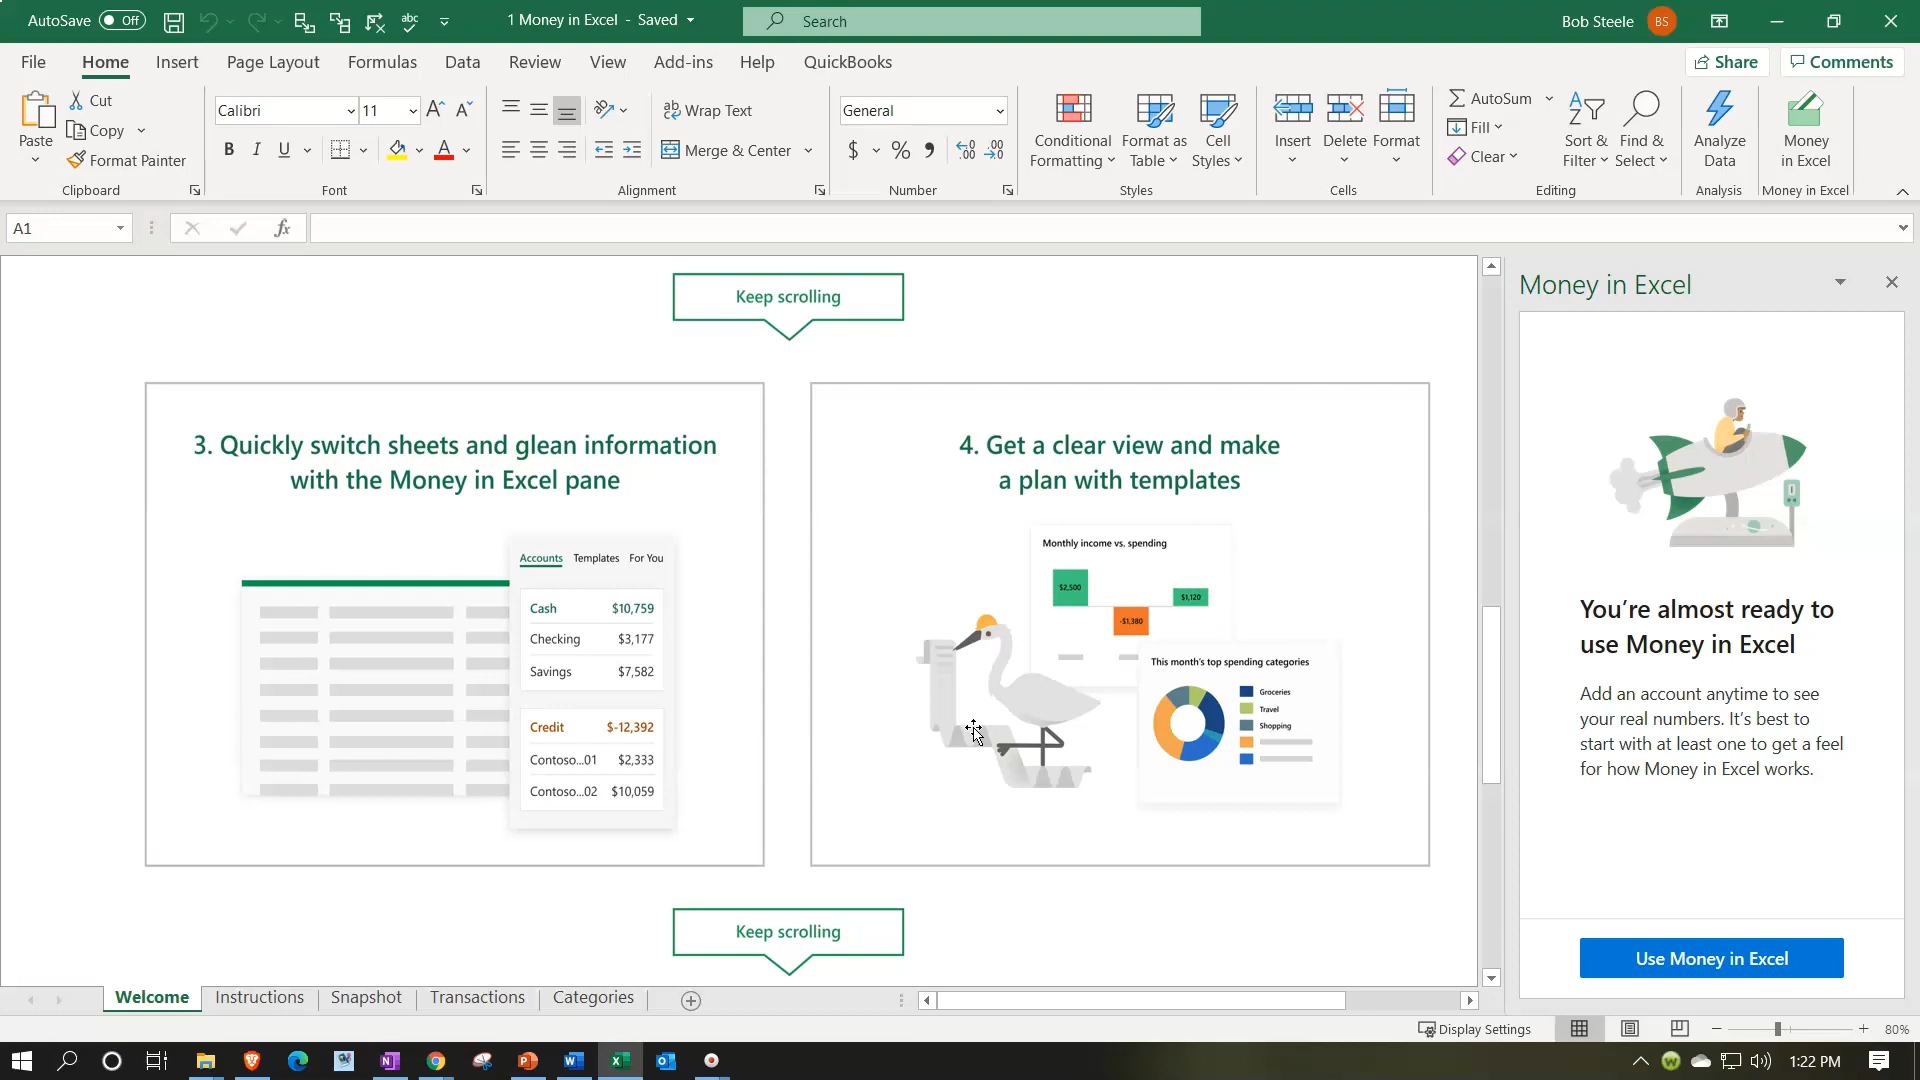 AutoSave Off
abc
1 Money in Excel - Saved
Search
Bob Steele BS
File Home Insert Page Layout Formulas Data Review View Add-ins Help QuickBooks
Share Comments
Paste
Cut
Copy
Format Painter
Clipboard
Calibri 11
A A
B I U A
Font
ab Wrap Text
Merge & Center
Alignment
General
$ % 9
Number
Conditional
Formatting
Format as
Table
Cell
Styles
Styles
Insert Delete Format
Cells
AutoSum
Fill
Clear
Sort &
Filter
Find &
Select
Editing
Analyze
Data
Analysis
Money
in Excel
Money in Excel
A1
fx
Keep scrolling
3. Quickly switch sheets and glean information
with the Money in Excel pane
Accounts Templates For You
Cash $10,759
Checking $3,177
Savings $7,582
Credit $-12,392
Contoso...01 $2,333
Contoso...02 $10,059
4. Get a clear view and make
a plan with templates
Monthly income vs. spending
$2,500
$1,120
-$1,380
This month's top spending categories
Groceries
Travel
Shopping
Keep scrolling
Money in Excel
You're almost ready to
use Money in Excel
Add an account anytime to see
your real numbers. It's best to
start with at least one to get a feel
for how Money in Excel works.
Use Money in Excel
Welcome Instructions Snapshot Transactions Categories
Display Settings
80%
1:22 PM